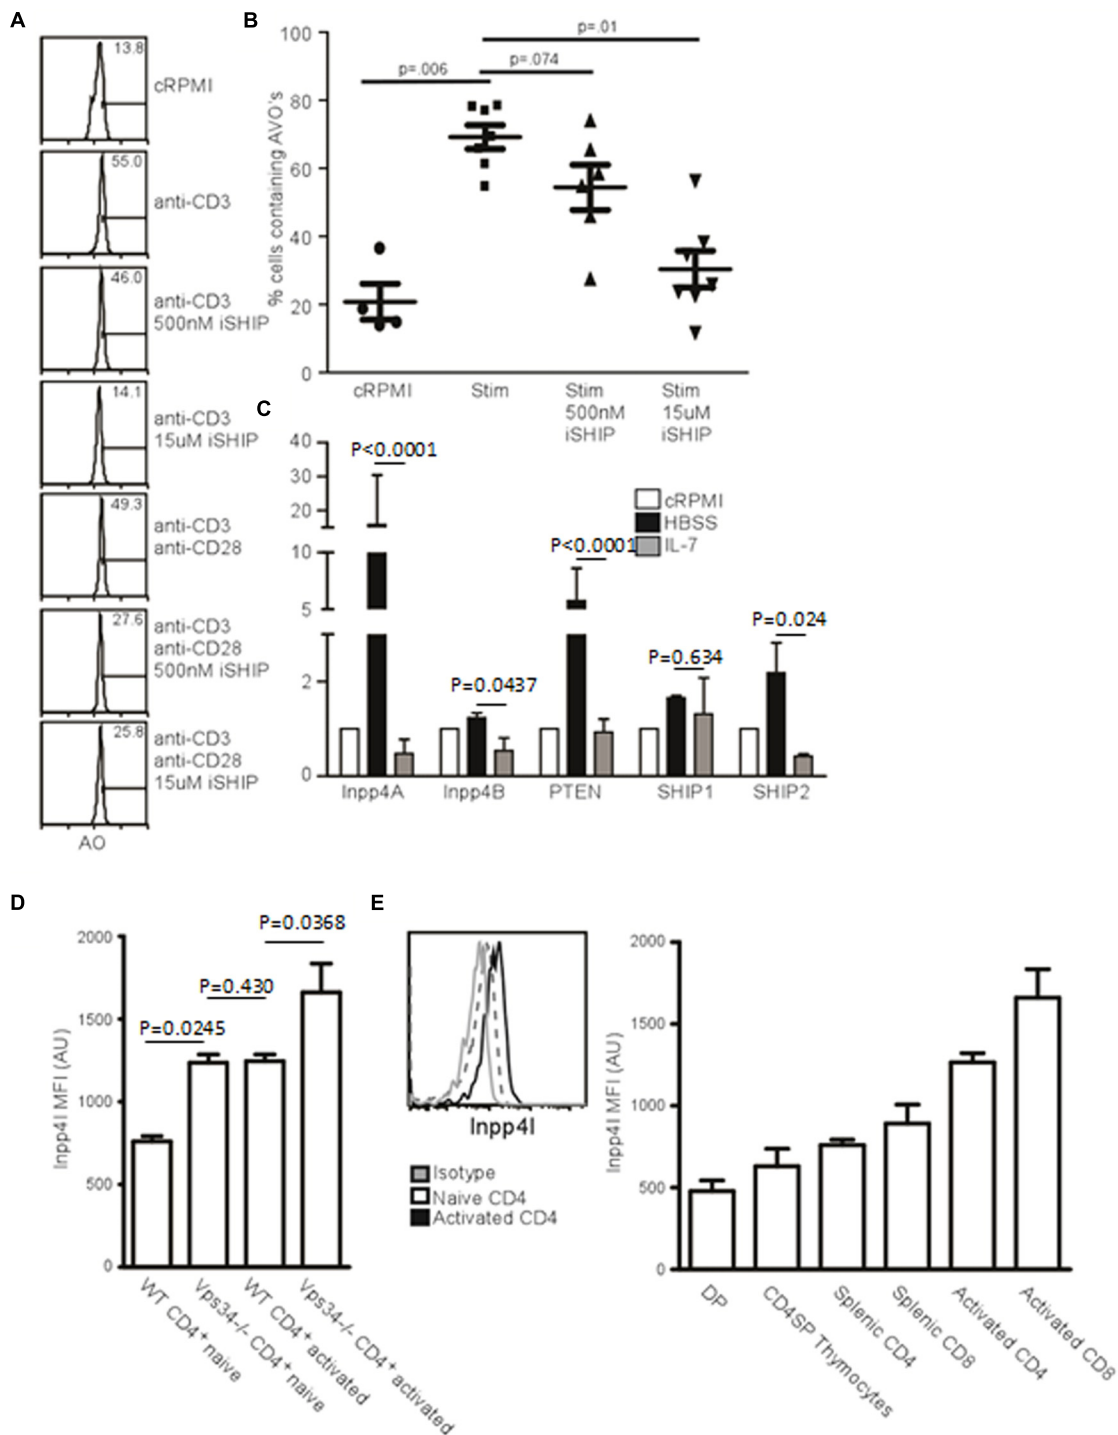 A
13.8
cRPMI
55.0
anti-CD3
46.0
anti-CD3
500nM iSHIP
14.1
anti-CD3
15uM iSHIP
49.3
anti-CD3
anti-CD28
27.6
anti-CD3
anti-CD28
500nM iSHIP
25.8
anti-CD3
anti-CD28
15uM iSHIP
AO
B
% cells containing AVO's
100
80
60
40
20
0
p=.01
p=.074
p=.006
cRPMI
Stim
Stim
500nM
iSHIP
Stim
15uM
iSHIP
C
40
30
20
10
5
2
0
P<0.0001
P=0.0437
P<0.0001
P=0.634
P=0.024
cRPMI
HBSS
IL-7
Inpp4A
Inpp4B
PTEN
SHIP1
SHIP2
D
Inpp4I MFI (AU)
2000
1500
1000
500
0
P=0.0245
P=0.430
P=0.0368
WT CD4+ naive
Vps34-/- CD4+ naive
WT CD4+ activated
Vps34-/- CD4+ activated
E
Inpp4I
Isotype
Naive CD4
Activated CD4
Inpp4I MFI (AU)
2000
1500
1000
500
0
DP
CD4SP Thymocytes
Splenic CD4
Splenic CD8
Activated CD4
Activated CD8